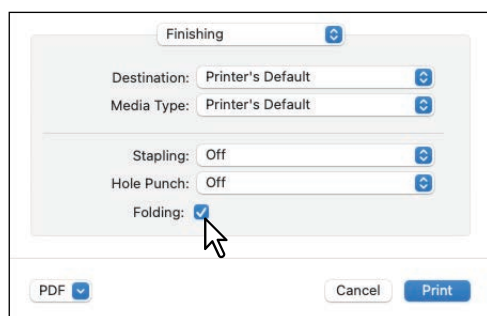 Finishing
Destination: Printer's Default
Media Type: Printer's Default
Stapling: Off
Hole Punch: Off
Folding:
PDF Cancel Print